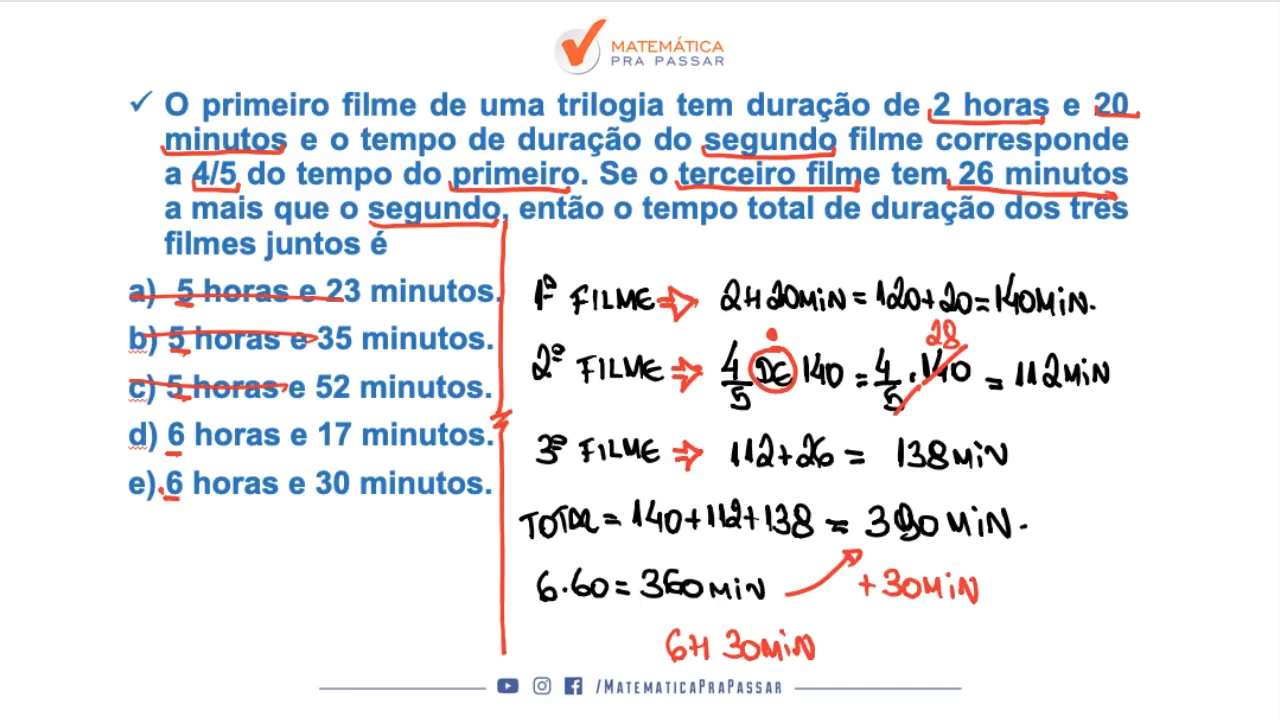 MATEMÁTICA
PRA PASSAR
✓ O primeiro filme de uma trilogia tem duração de 2 horas e 20
minutos e o tempo de duração do segundo filme corresponde
a 4/5 do tempo do primeiro. Se o terceiro filme tem 26 minutos
a mais que o segundo, então o tempo total de duração dos três
filmes juntos é
a) 5 horas e 23 minutos.
b) 5 horas e 35 minutos.
c) 5 horas e 52 minutos.
d) 6 horas e 17 minutos.
e) 6 horas e 30 minutos.
1º FILME ⇒ 2H20MIN = 120+20 = 140MIN.
28
2º FILME ⇒ 4/5 DE 140 = 4/5 . 140 = 112MIN
3º FILME ⇒ 112+26 = 138MIN
TOTAL = 140+112+138 = 390MIN.
6.60 = 360MIN +30MIN
6H 30MIN
/MATEMATICAPRAPASSAR